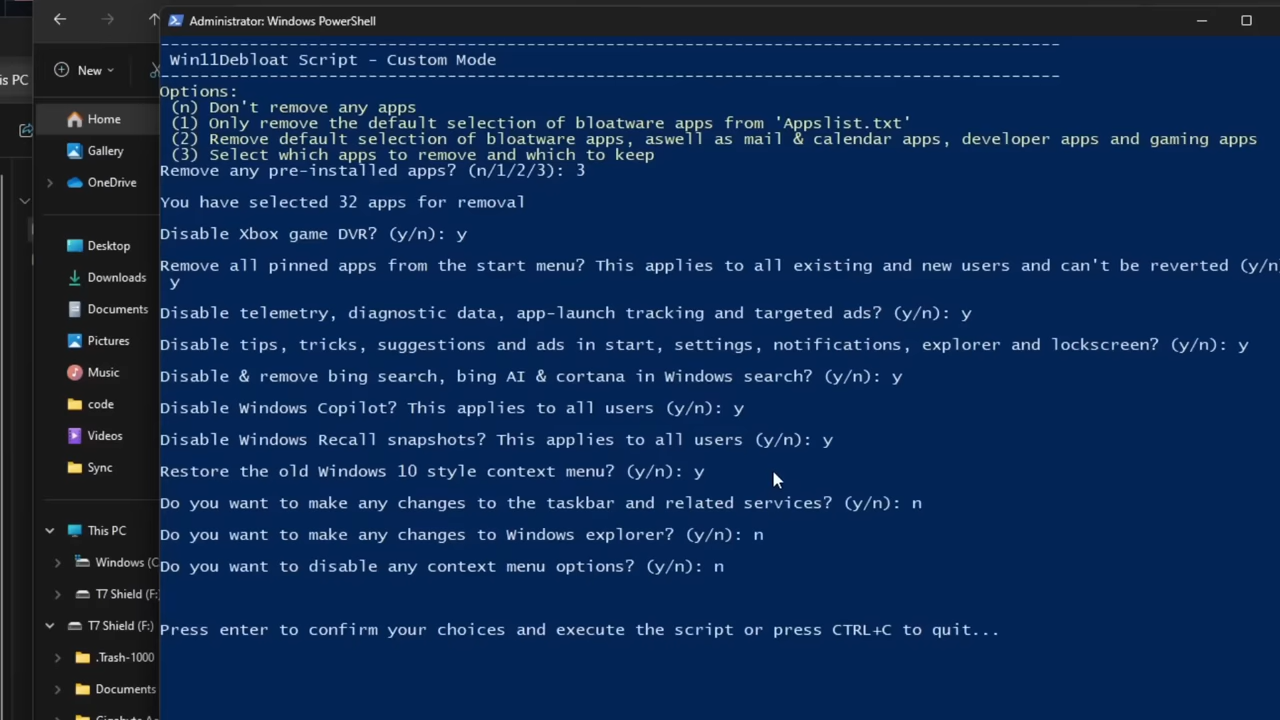 Administrator: Windows PowerShell
Win11Debloat Script - Custom Mode
Options:
(n) Don't remove any apps
(1) Only remove the default selection of bloatware apps from 'Appslist.txt'
(2) Remove default selection of bloatware apps, aswell as mail & calendar apps, developer apps and gaming apps
(3) Select which apps to remove and which to keep
Remove any pre-installed apps? (n/1/2/3): 3
You have selected 32 apps for removal
Disable Xbox game DVR? (y/n): y
Remove all pinned apps from the start menu? This applies to all existing and new users and can't be reverted (y/n
y
Disable telemetry, diagnostic data, app-launch tracking and targeted ads? (y/n): y
Disable tips, tricks, suggestions and ads in start, settings, notifications, explorer and lockscreen? (y/n): y
Disable & remove bing search, bing AI & cortana in Windows search? (y/n): y
Disable Windows Copilot? This applies to all users (y/n): y
Disable Windows Recall snapshots? This applies to all users (y/n): y
Restore the old Windows 10 style context menu? (y/n): y
Do you want to make any changes to the taskbar and related services? (y/n): n
Do you want to make any changes to Windows explorer? (y/n): n
Do you want to disable any context menu options? (y/n): n
Press enter to confirm your choices and execute the script or press CTRL+C to quit...
is PC
New
Home
Gallery
OneDrive
Desktop
Downloads
Documents
Pictures
Music
code
Videos
Sync
This PC
Windows (C
T7 Shield (F:)
T7 Shield (F:)
.Trash-1000
Documents